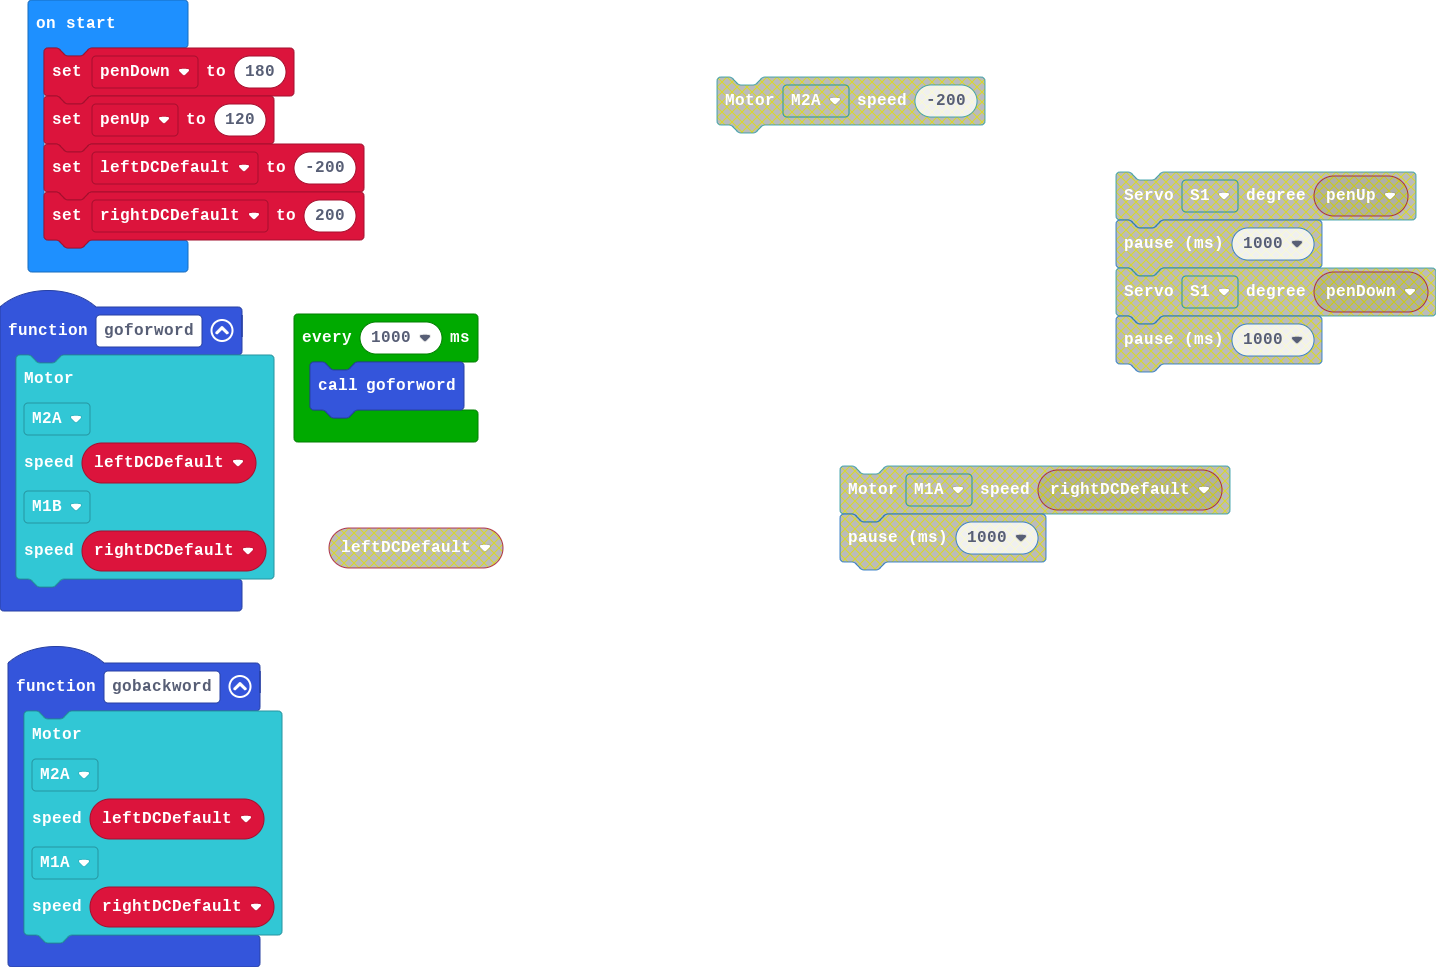 on start
set penDown to 180
set penUp to 120
set leftDCDefault to -200
set rightDCDefault to 200
function goforword
Motor
M2A
speed leftDCDefault
M1B
speed rightDCDefault
every 1000 ms
call goforword
leftDCDefault
function gobackword
Motor
M2A
speed leftDCDefault
M1A
speed rightDCDefault
Motor M2A speed -200
Servo S1 degree penUp
pause (ms) 1000
Servo S1 degree penDown
pause (ms) 1000
Motor M1A speed rightDCDefault
pause (ms) 1000